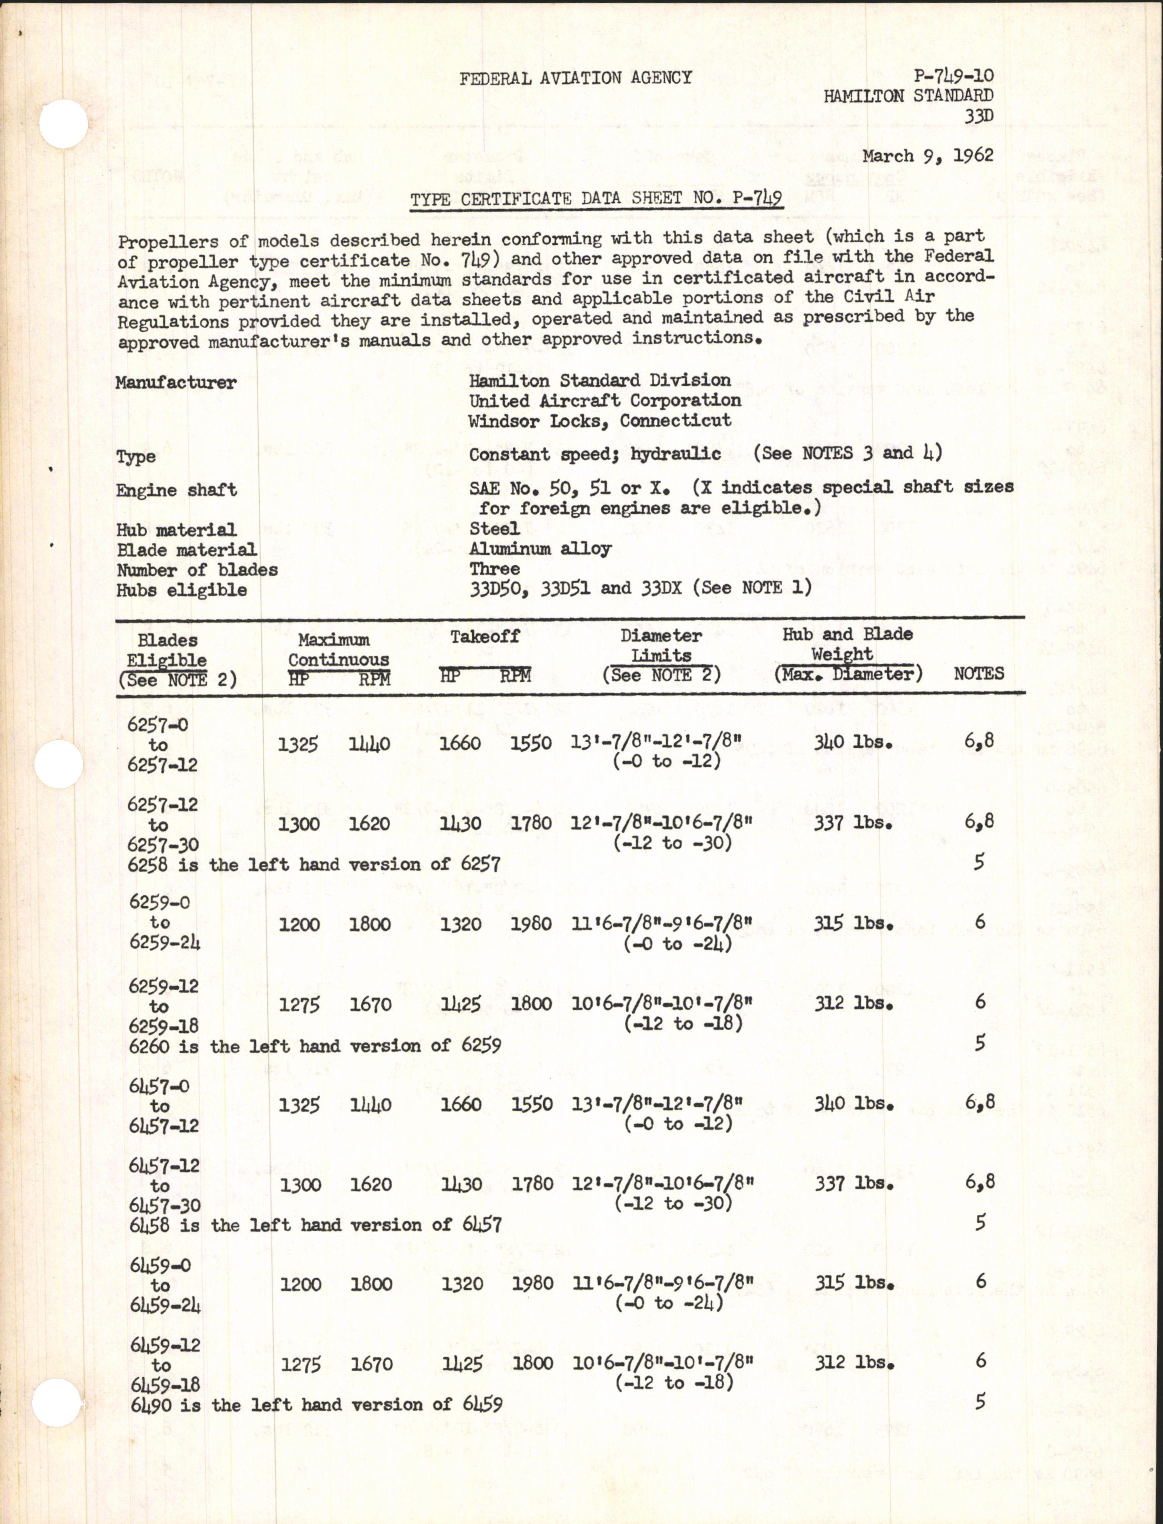 FEDERAL AVIATION AGENCY
P-749-10
HAMILTON STANDARD
33D
March 9, 1962
TYPE CERTIFICATE DATA SHEET NO. P-749
Propellers of models described herein conforming with this data sheet (which is a part
of propeller type certificate No. 749) and other approved data on file with the Federal
Aviation Agency, meet the minimum standards for use in certificated aircraft in accord-
ance with pertinent aircraft data sheets and applicable portions of the Civil Air
Regulations provided they are installed, operated and maintained as prescribed by the
approved manufacturer's manuals and other approved instructions.
Manufacturer Hamilton Standard Division
United Aircraft Corporation
Windsor Locks, Connecticut
Type Constant speed; hydraulic (See NOTES 3 and 4)
Engine shaft SAE No. 50, 51 or X. (X indicates special shaft sizes
for foreign engines are eligible.)
Hub material Steel
Blade material Aluminum alloy
Number of blades Three
Hubs eligible 33D50, 33D51 and 33DX (See NOTE 1)
Blades Maximum Takeoff Diameter Hub and Blade
Eligible Continuous Limits Weight
(See NOTE 2) HP RPM HP RPM (See NOTE 2) (Max. Diameter) NOTES
6257-0
to 1325 1440 1660 1550 13'-7/8"-12'-7/8" 340 lbs. 6,8
6257-12 (-0 to -12)
6257-12
to 1300 1620 1430 1780 12'-7/8"-10'6-7/8" 337 lbs. 6,8
6257-30 (-12 to -30)
6258 is the left hand version of 6257 5
6259-0
to 1200 1800 1320 1980 11'6-7/8"-9'6-7/8" 315 lbs. 6
6259-24 (-0 to -24)
6259-12
to 1275 1670 1425 1800 10'6-7/8"-10'-7/8" 312 lbs. 6
6259-18 (-12 to -18)
6260 is the left hand version of 6259 5
6457-0
to 1325 1440 1660 1550 13'-7/8"-12'-7/8" 340 lbs. 6,8
6457-12 (-0 to -12)
6457-12
to 1300 1620 1430 1780 12'-7/8"-10'6-7/8" 337 lbs. 6,8
6457-30 (-12 to -30)
6458 is the left hand version of 6457 5
6459-0
to 1200 1800 1320 1980 11'6-7/8"-9'6-7/8" 315 lbs. 6
6459-24 (-0 to -24)
6459-12
to 1275 1670 1425 1800 10'6-7/8"-10'-7/8" 312 lbs. 6
6459-18 (-12 to -18)
6490 is the left hand version of 6459 5